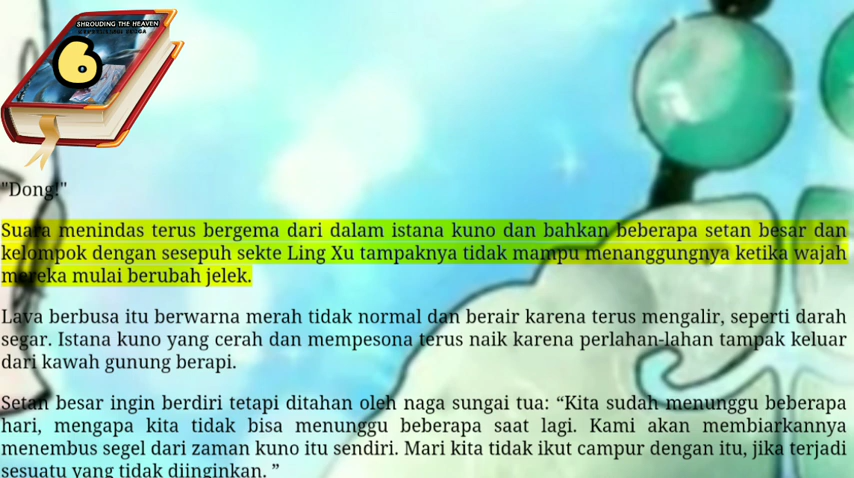 SHROUDING THE HEAVEN
6
"Dong!"
Suara menindas terus bergema dari dalam istana kuno dan bahkan beberapa setan besar dan
kelompok dengan sesepuh sekte Ling Xu tampaknya tidak mampu menanggungnya ketika wajah
mereka mulai berubah jelek.
Lava berbusa itu berwarna merah tidak normal dan berair karena terus mengalir, seperti darah
segar. Istana kuno yang cerah dan mempesona terus naik karena perlahan-lahan tampak keluar
dari kawah gunung berapi.
Setan besar ingin berdiri tetapi ditahan oleh naga sungai tua: “Kita sudah menunggu beberapa
hari, mengapa kita tidak bisa menunggu beberapa saat lagi. Kami akan membiarkannya
menembus segel dari zaman kuno itu sendiri. Mari kita tidak ikut campur dengan itu, jika terjadi
sesuatu yang tidak diinginkan. ”